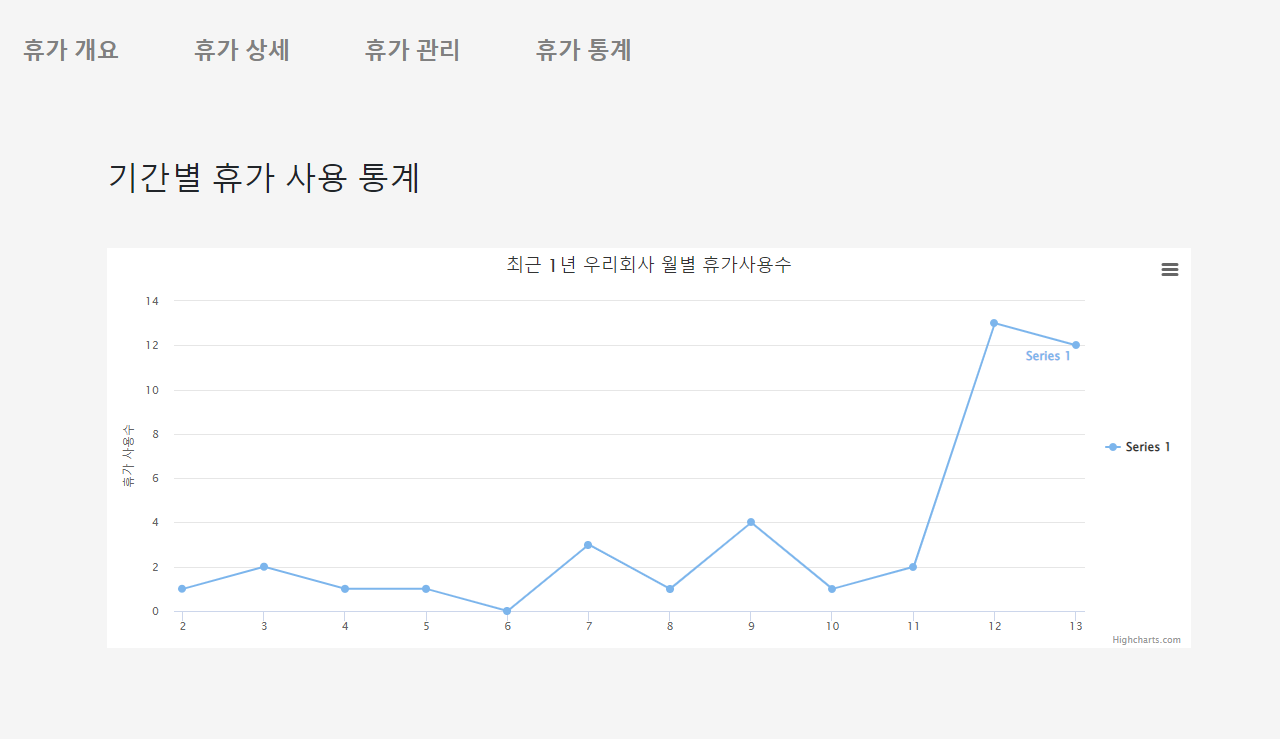 휴가 개요 휴가 상세 휴가 관리 휴가 통계
기간별 휴가 사용 통계
최근 1년 우리회사 월별 휴가사용수
14
12
Series 1
10
휴가 사용수
8
Series 1
6
4
2
0
2 3 4 5 6 7 8 9 10 11 12 13
Highcharts.com